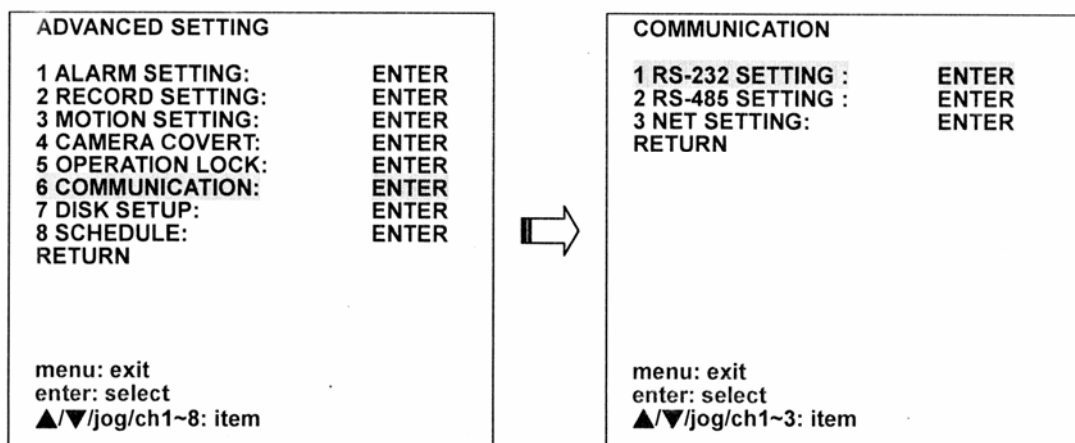 ADVANCED SETTING
1 ALARM SETTING: ENTER
2 RECORD SETTING: ENTER
3 MOTION SETTING: ENTER
4 CAMERA COVERT: ENTER
5 OPERATION LOCK: ENTER
6 COMMUNICATION: ENTER
7 DISK SETUP: ENTER
8 SCHEDULE: ENTER
RETURN
menu: exit
enter: select
▲/▼/jog/ch1~8: item
COMMUNICATION
1 RS-232 SETTING : ENTER
2 RS-485 SETTING : ENTER
3 NET SETTING: ENTER
RETURN
menu: exit
enter: select
▲/▼/jog/ch1~3: item